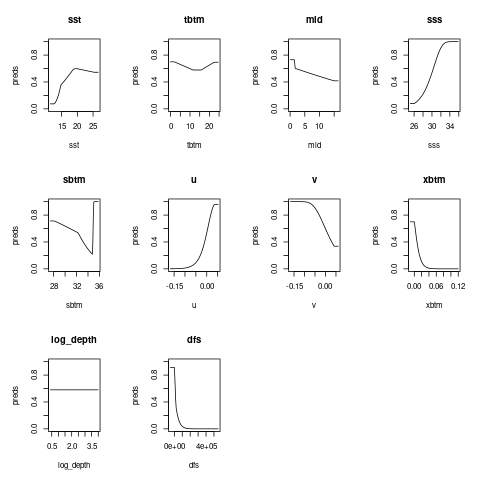 sst
preds
0.0 0.4 0.8
15 20 25
sst
tbtm
preds
0.0 0.4 0.8
0 10 20
tbtm
mld
preds
0.0 0.4 0.8
0 5 10
mld
sss
preds
0.0 0.4 0.8
26 30 34
sss
sbtm
preds
0.0 0.4 0.8
28 32 36
sbtm
u
preds
0.0 0.4 0.8
-0.15 0.00
u
v
preds
0.0 0.4 0.8
-0.15 0.00
v
xbtm
preds
0.0 0.4 0.8
0.00 0.06 0.12
xbtm
log_depth
preds
0.0 0.4 0.8
0.5 2.0 3.5
log_depth
dfs
preds
0.0 0.4 0.8
0e+00 4e+05
dfs